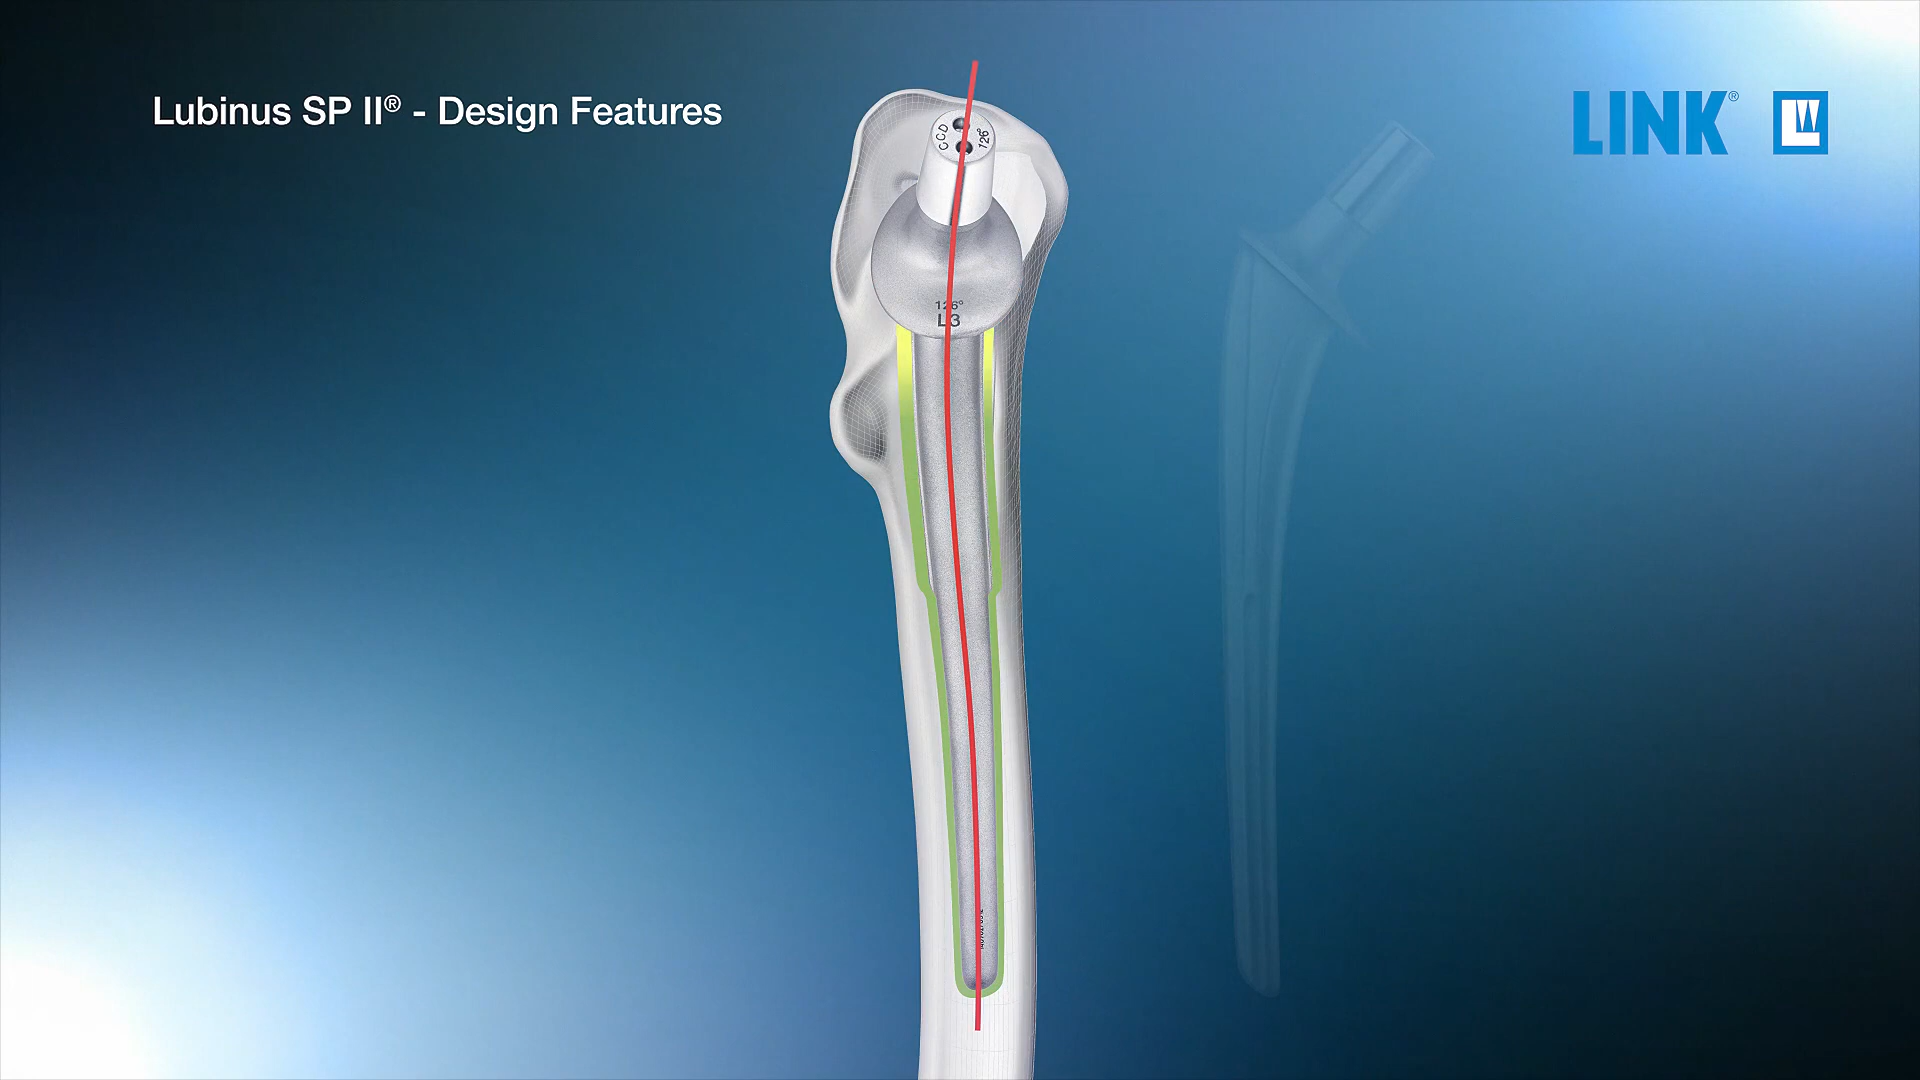 Lubinus SP II® - Design Features
LINK®
CCD 126°
126°
L3